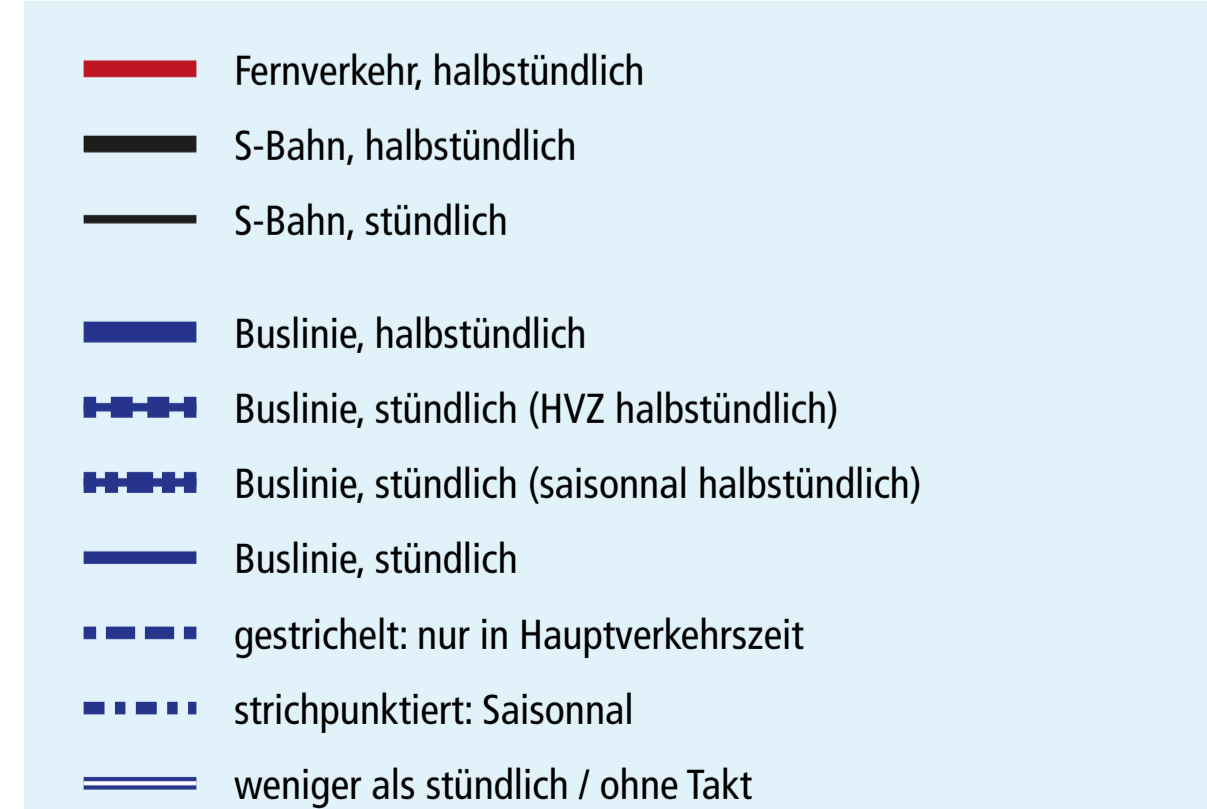 Fernverkehr, halbstündlich
S-Bahn, halbstündlich
S-Bahn, stündlich
Buslinie, halbstündlich
Buslinie, stündlich (HVZ halbstündlich)
Buslinie, stündlich (saisonnal halbstündlich)
Buslinie, stündlich
gestrichelt: nur in Hauptverkehrszeit
strichpunktiert: Saisonnal
weniger als stündlich / ohne Takt